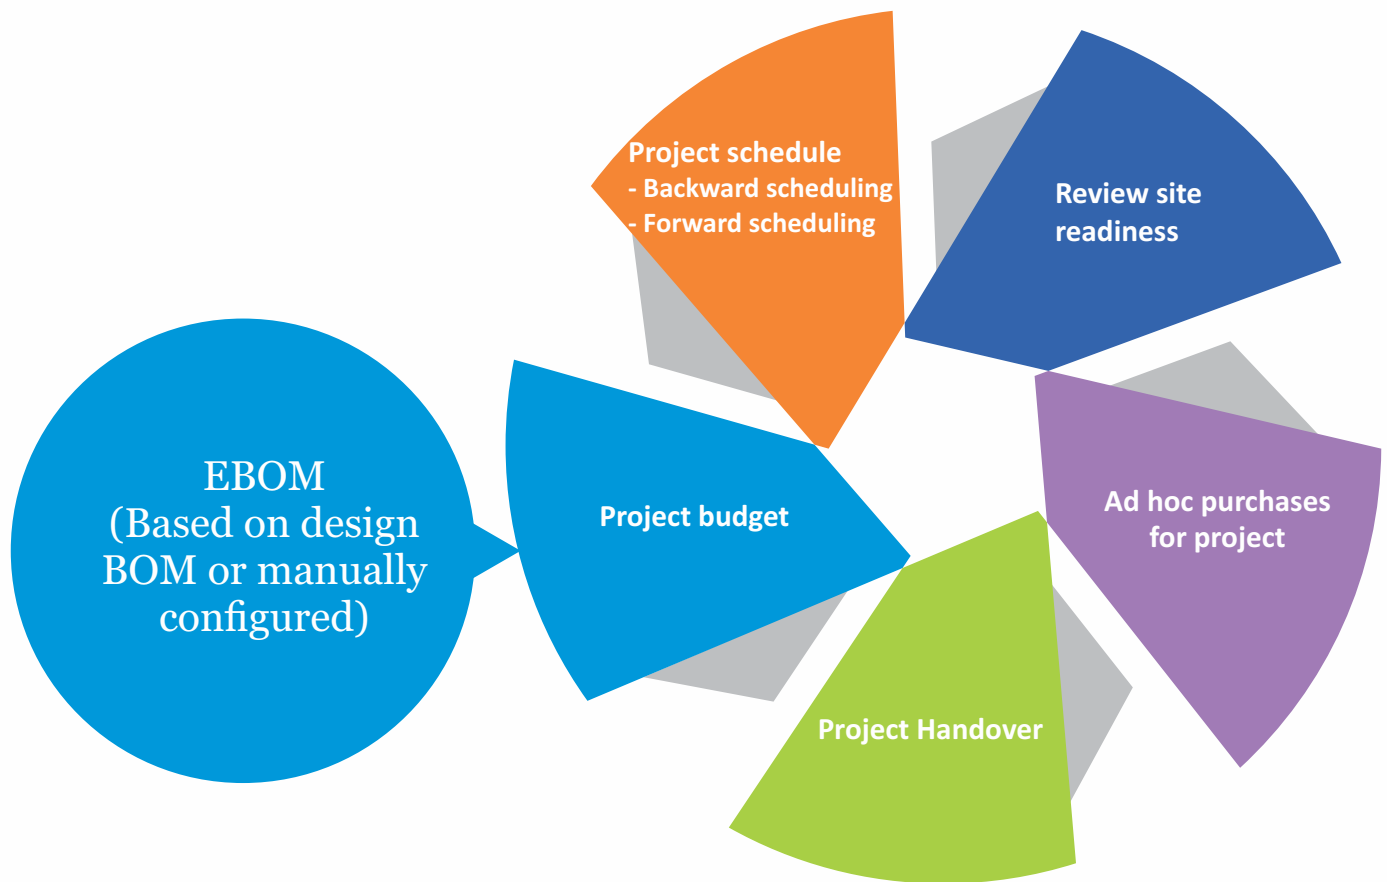 Project schedule
- Backward scheduling
- Forward scheduling
Review site
readiness
EBOM
(Based on design
BOM or manually
configured)
Project budget
Ad hoc purchases
for project
Project Handover